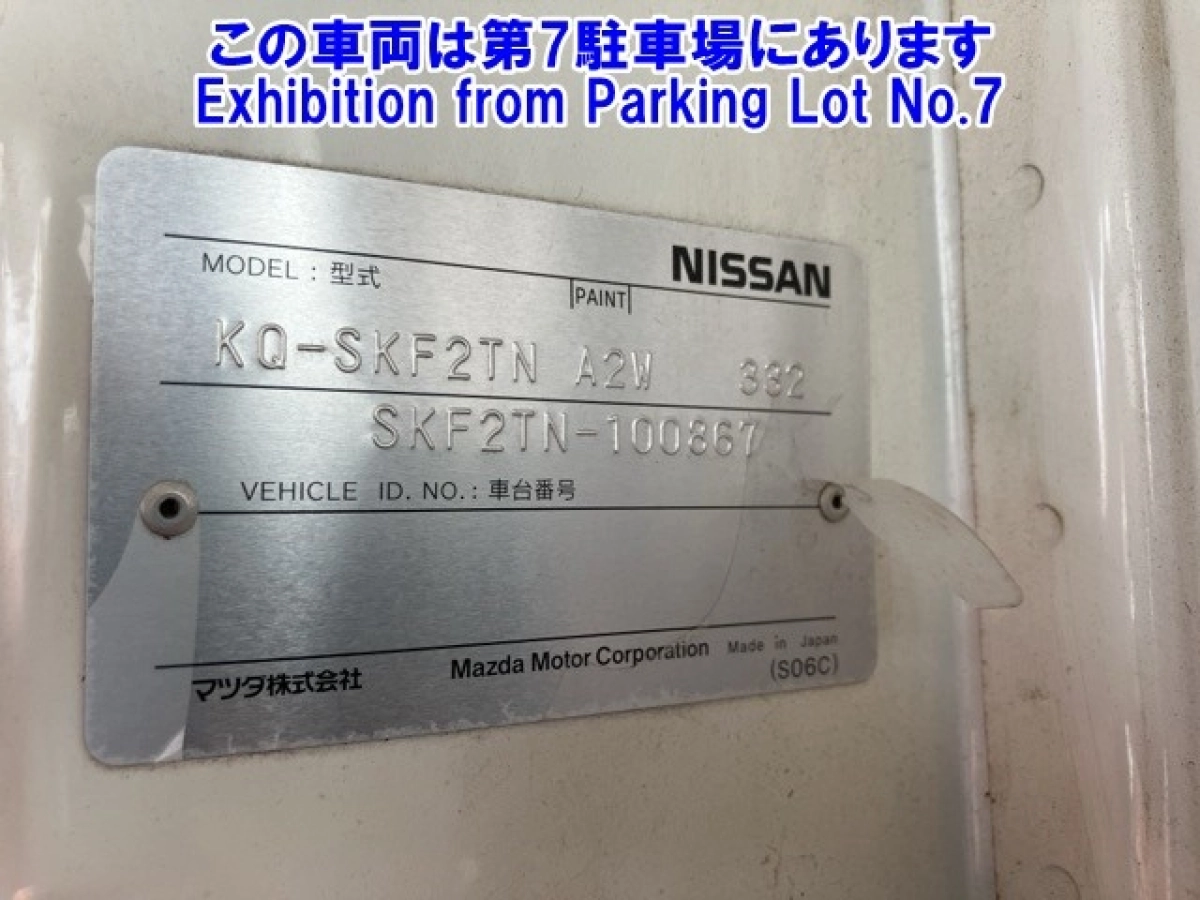 この車両は第7駐車場にあります
Exhibition from Parking Lot No.7
NISSAN
MODEL : 型式
PAINT
KQ-SKF2TN A2W 332
SKF2TN-100867
VEHICLE ID. NO. : 車台番号
マツダ株式会社 Mazda Motor Corporation Made in Japan
(S06C)